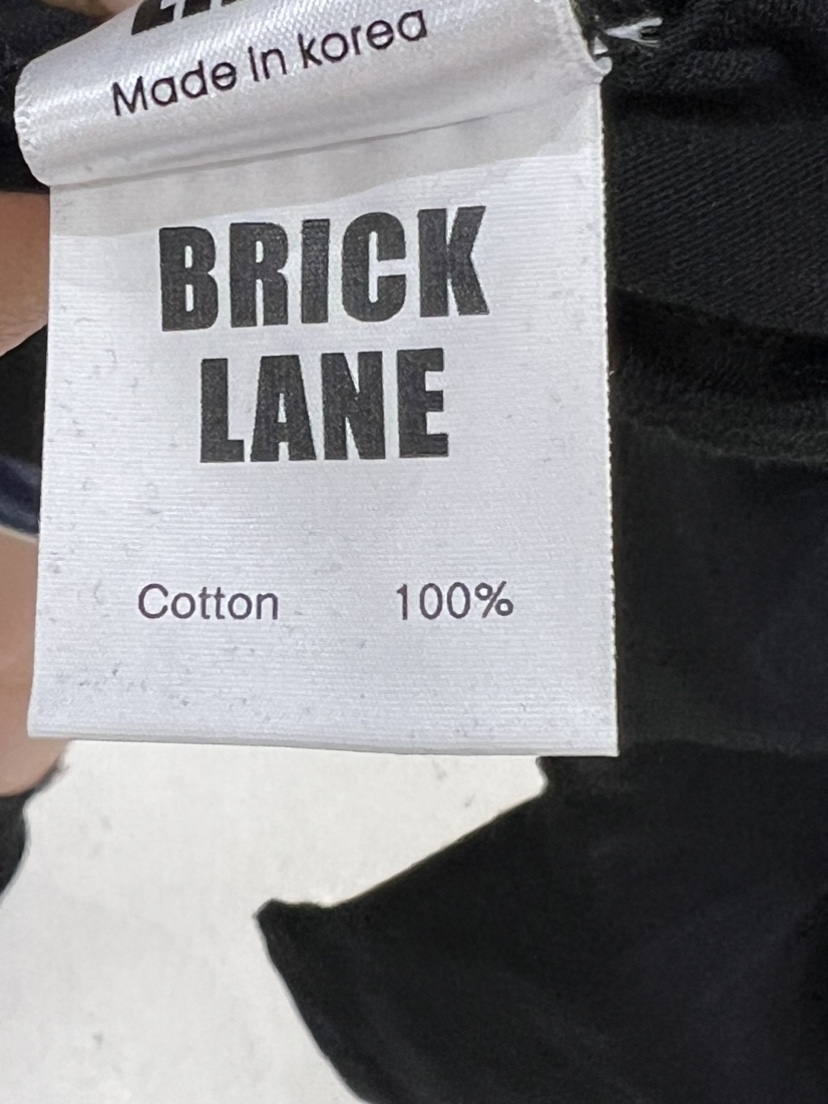 Made in korea
BRICK
LANE
Cotton 100%